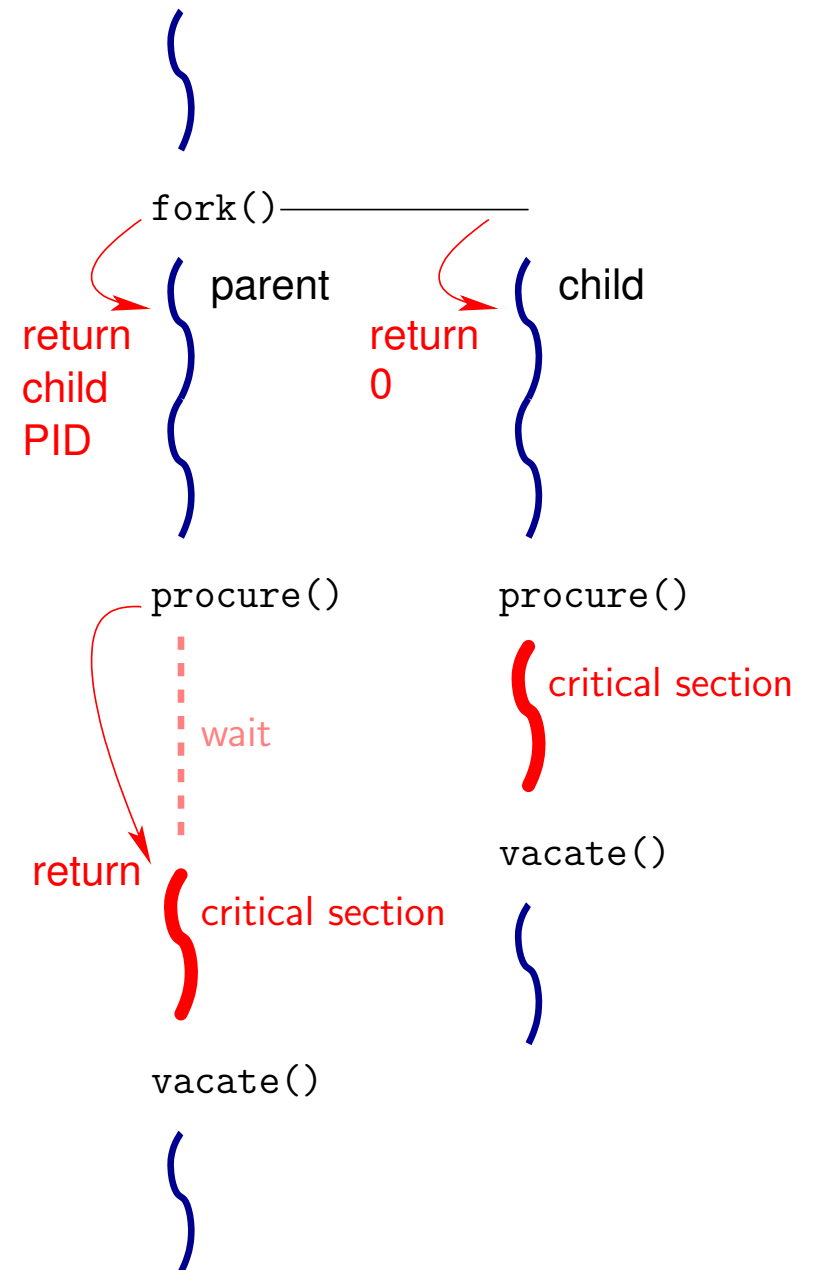 fork()
parent
child
return
child
PID
return
0
procure()
procure()
critical section
wait
vacate()
return
critical section
vacate()